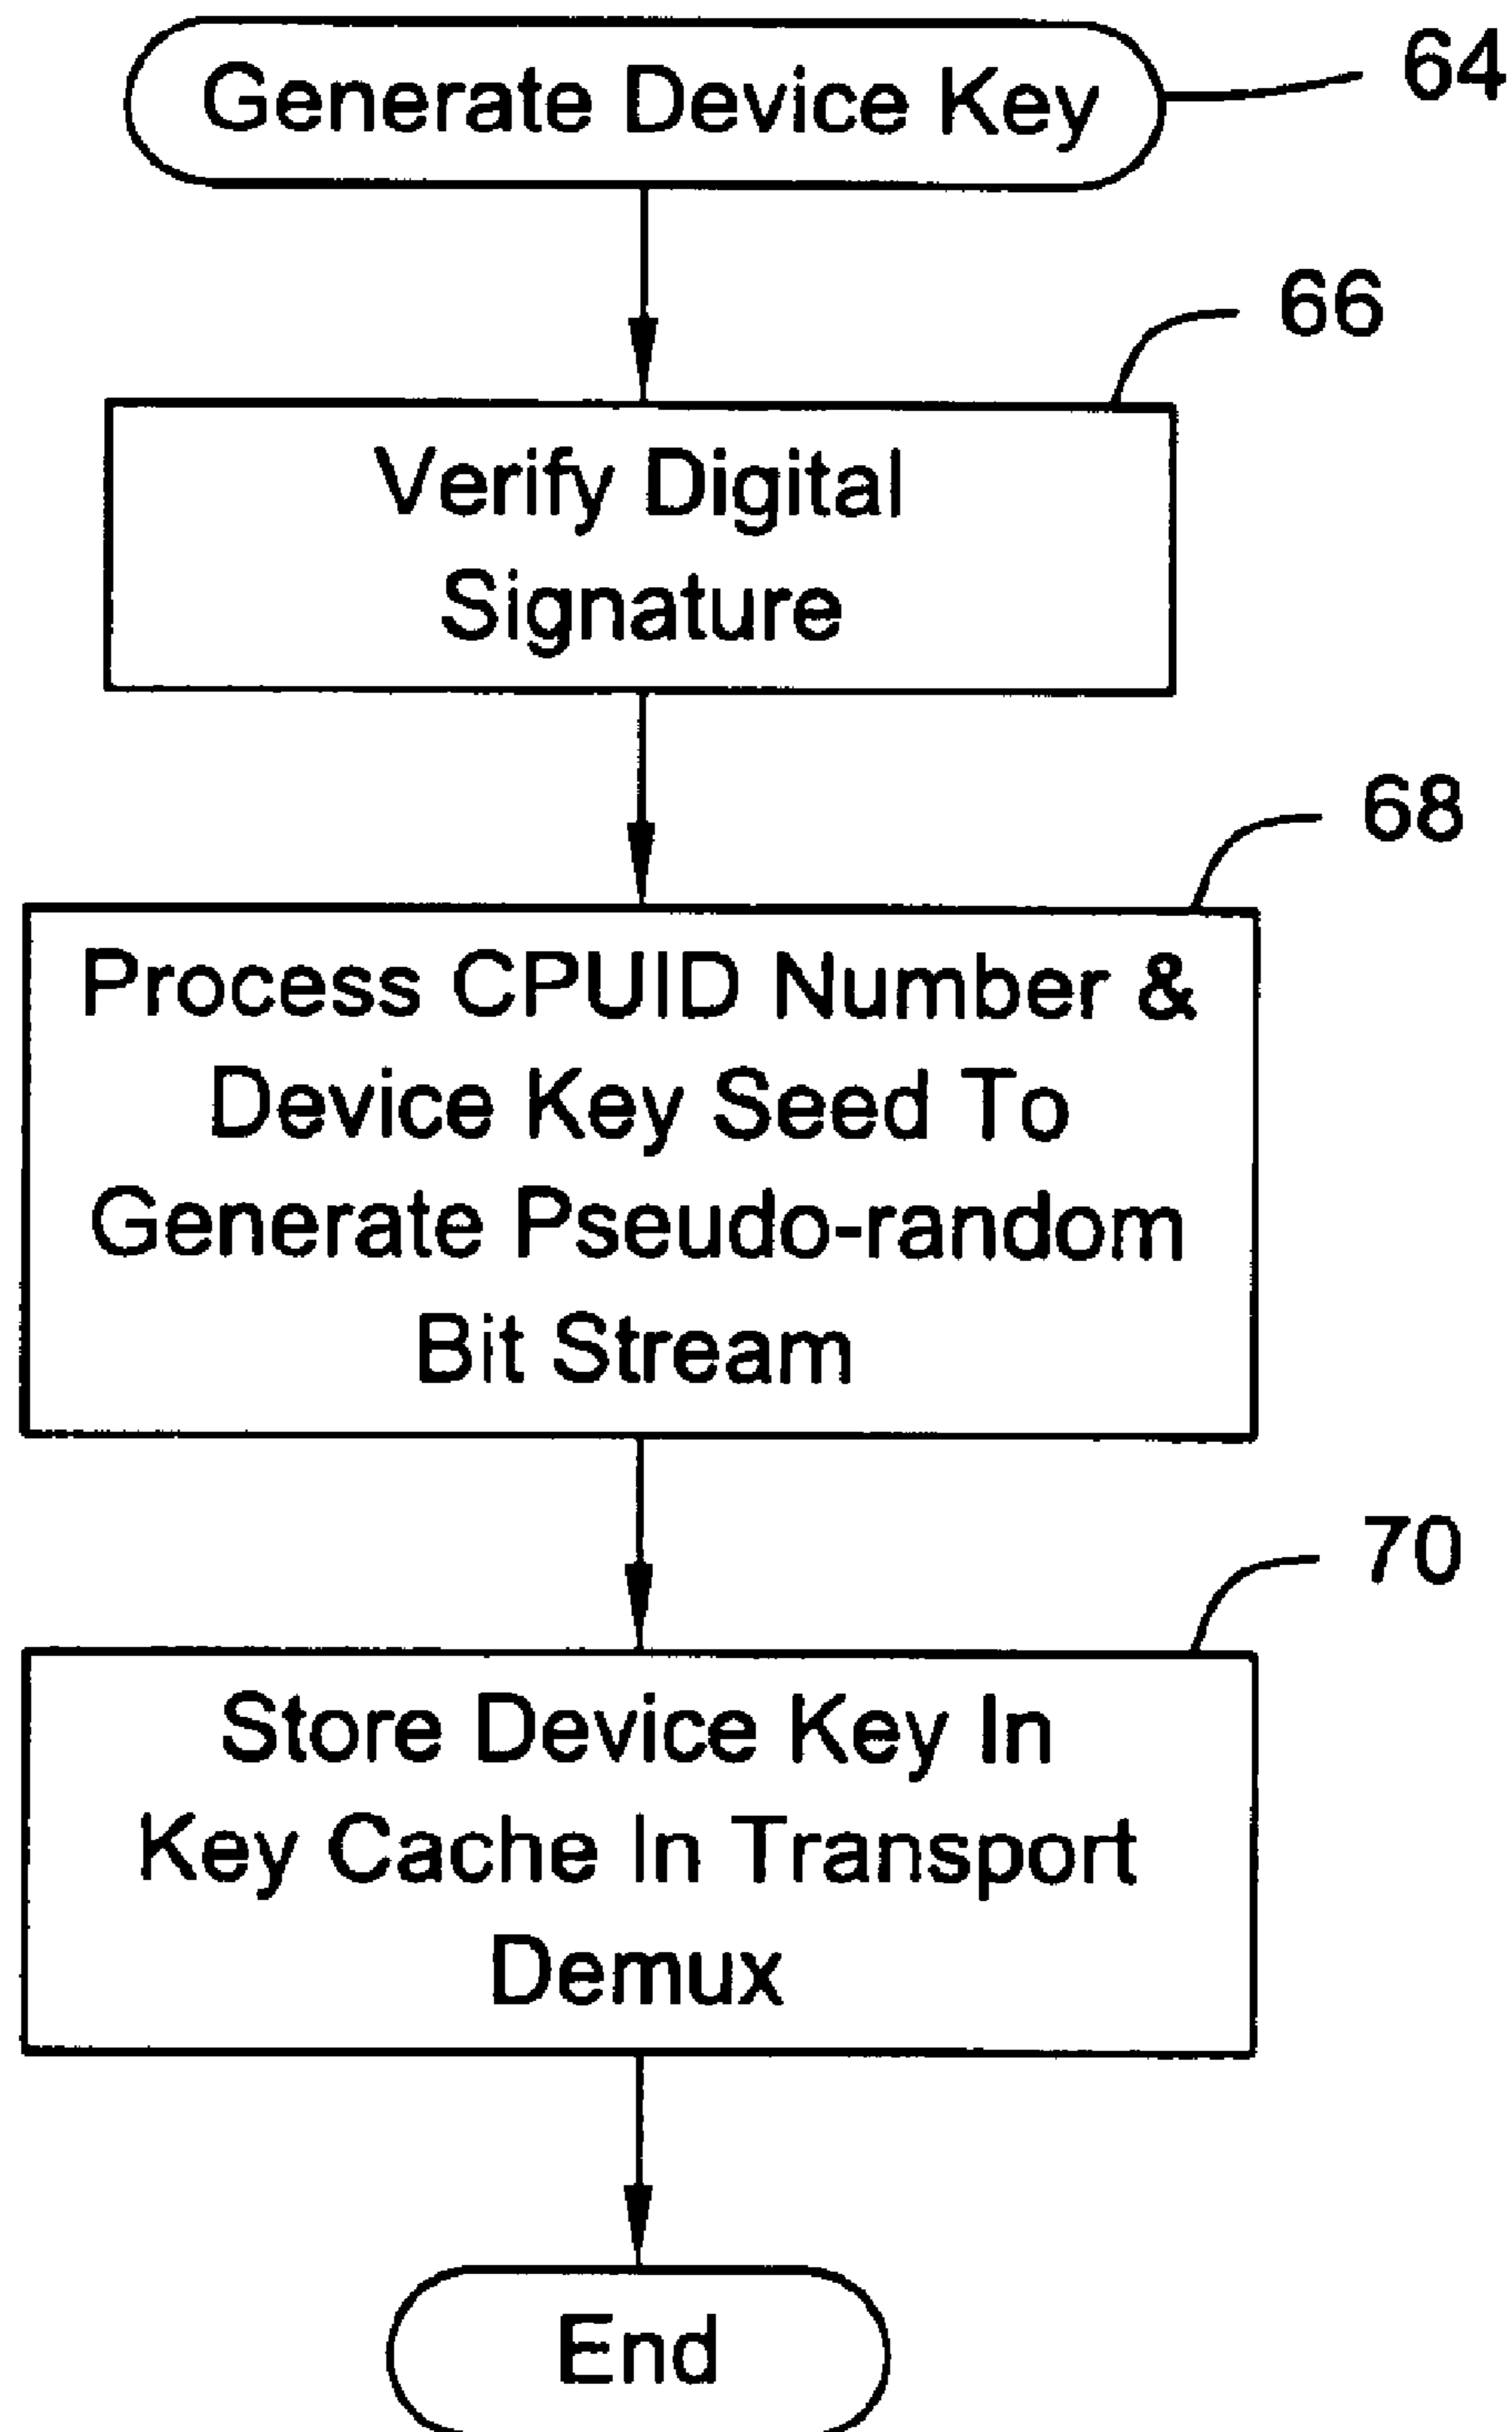 Generate Device Key
64
66
Verify Digital
Signature
68
Process CPUID Number &
Device Key Seed To
Generate Pseudo-random
Bit Stream
70
Store Device Key In
Key Cache In Transport
Demux
End